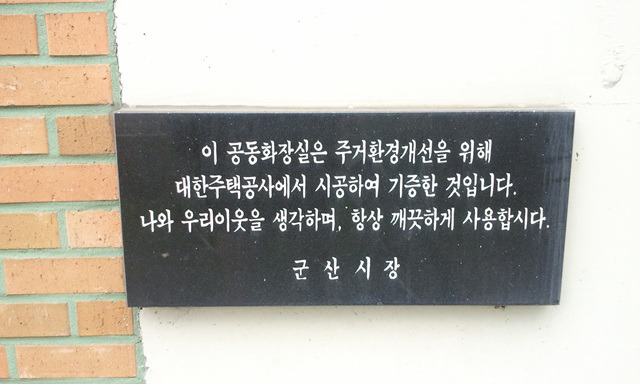 이 공동화장실은 주거환경개선을 위해
대한주택공사에서 시공하여 기증한 것입니다.
나와 우리이웃을 생각하며, 항상 깨끗하게 사용합시다.
군 산 시 장